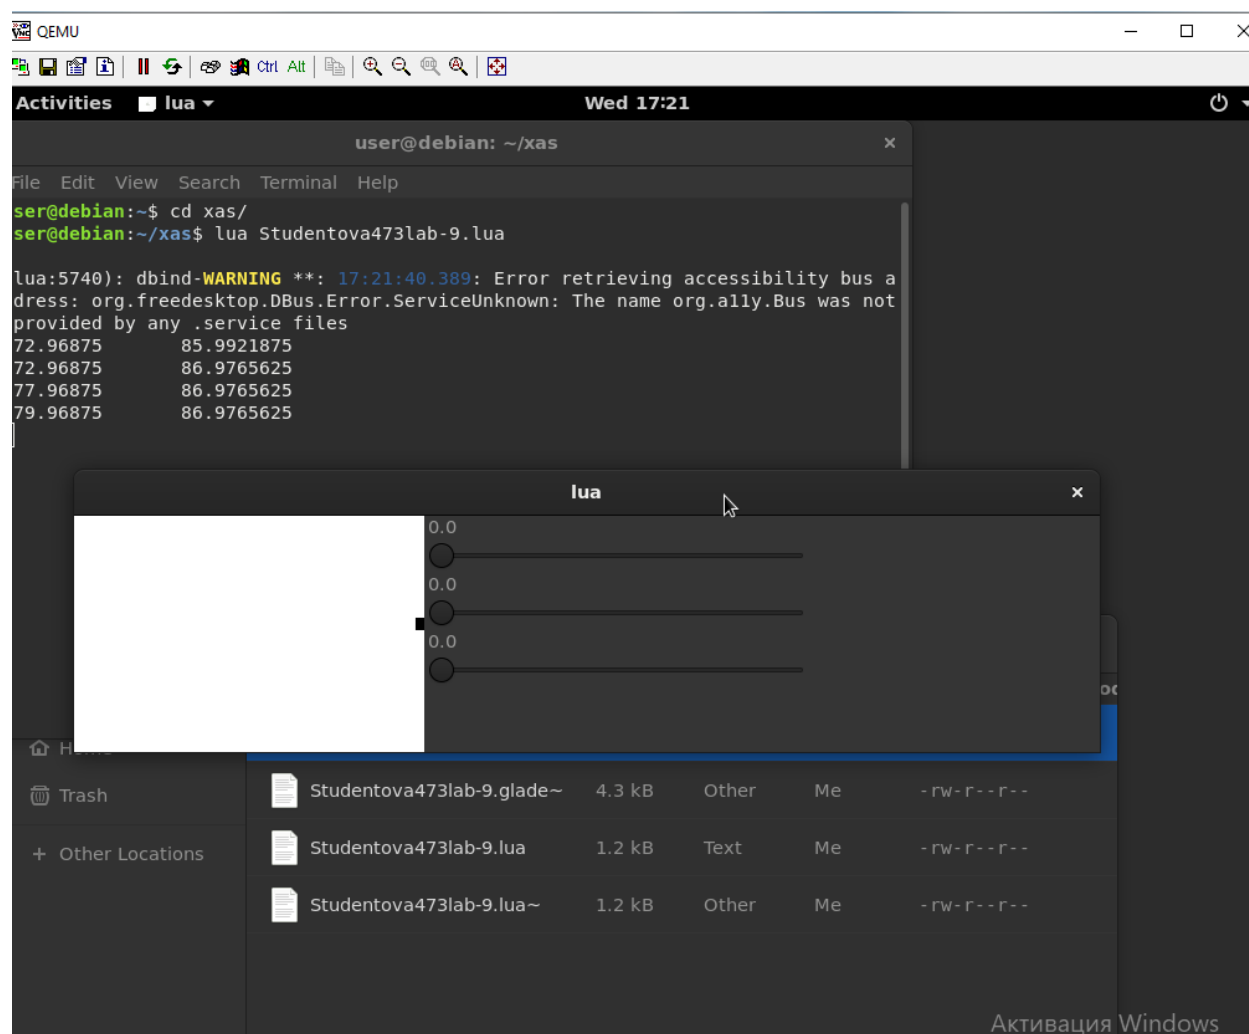 QEMU
Ctrl Alt
Activities lua Wed 17:21
user@debian: ~/xas
File Edit View Search Terminal Help
ser@debian:~$ cd xas/
ser@debian:~/xas$ lua Studentova473lab-9.lua
lua:5740): dbind-WARNING **: 17:21:40.389: Error retrieving accessibility bus a
dress: org.freedesktop.DBus.Error.ServiceUnknown: The name org.a11y.Bus was not
provided by any .service files
72.96875 85.9921875
72.96875 86.9765625
77.96875 86.9765625
79.96875 86.9765625
lua
0.0
0.0
0.0
Trash
Other Locations
Studentova473lab-9.glade~ 4.3 kB Other Me -rw-r--r--
Studentova473lab-9.lua 1.2 kB Text Me -rw-r--r--
Studentova473lab-9.lua~ 1.2 kB Other Me -rw-r--r--
Активация Windows